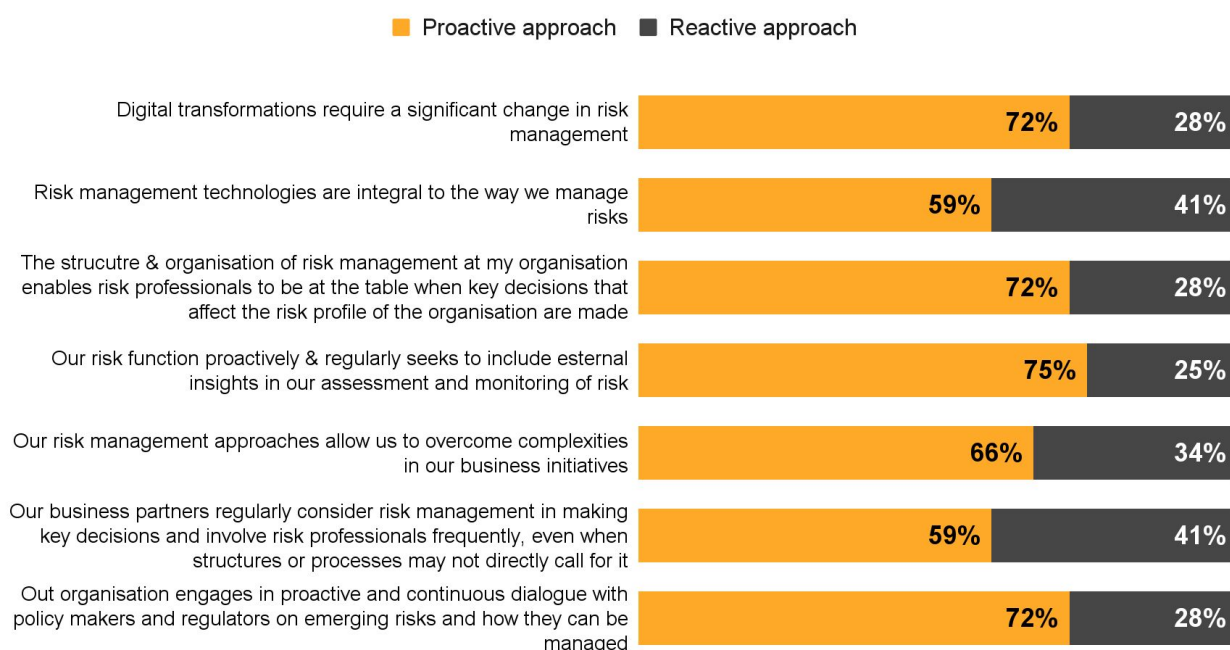 Proactive approach Reactive approach
Digital transformations require a significant change in risk
management
72% 28%
Risk management technologies are integral to the way we manage
risks
59% 41%
The strucutre & organisation of risk management at my organisation
enables risk professionals to be at the table when key decisions that
affect the risk profile of the organisation are made
72% 28%
Our risk function proactively & regularly seeks to include esternal
insights in our assessment and monitoring of risk
75% 25%
Our risk management approaches allow us to overcome complexities
in our business initiatives
66% 34%
Our business partners regularly consider risk management in making
key decisions and involve risk professionals frequently, even when
structures or processes may not directly call for it
59% 41%
Out organisation engages in proactive and continuous dialogue with
policy makers and regulators on emerging risks and how they can be
managed
72% 28%